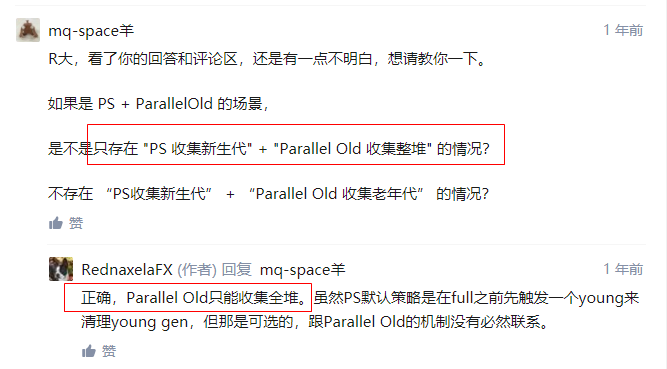 mq-space羊
1 年前
R大，看了你的回答和评论区，还是有一点不明白，想请教你一下。
如果是 PS + ParallelOld 的场景，
是不是只存在 "PS 收集新生代" + "Parallel Old 收集整堆" 的情况？
不存在 “PS收集新生代” + “Parallel Old 收集老年代” 的情况？
赞
RednaxelaFX (作者) 回复 mq-space羊
1 年前
正确，Parallel Old只能收集全堆。虽然PS默认策略是在full之前先触发一个young来
清理young gen，但那是可选的，跟Parallel Old的机制没有必然联系。
赞